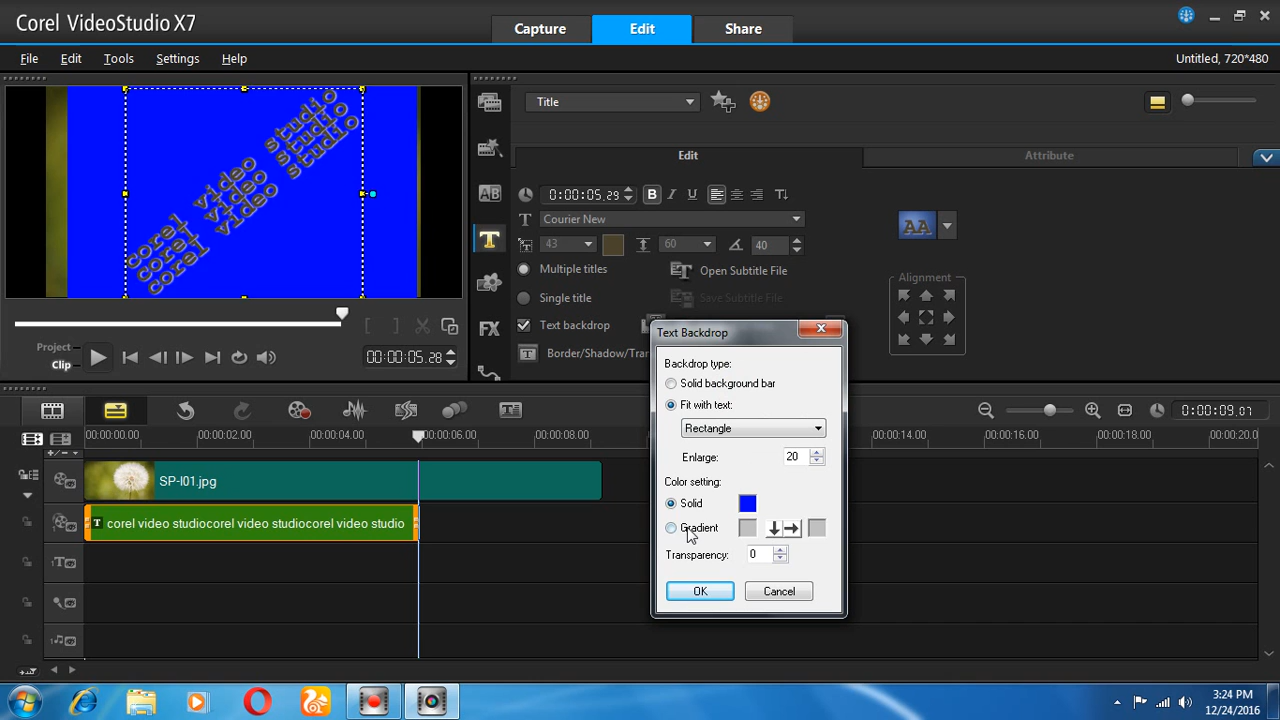 Corel VideoStudio X7
Capture
Edit
Share
File
Edit
Tools
Settings
Help
Untitled, 720*480
corel video studio
corel video studio
corel video studio
Title
Edit
Attribute
0:00:05.29
B
I
U
Courier New
43
60
40
Multiple titles
Open Subtitle File
Single title
Save Subtitle File
Text backdrop
Border/Shadow/Tran
Alignment
Project
Clip
00:00:05.28
Text Backdrop
Backdrop type:
Solid background bar
Fit with text:
Rectangle
Enlarge:
20
Color setting:
Solid
Gradient
Transparency:
0
OK
Cancel
0:00:09.07
00:00:00.00
00:00:02.00
00:00:04.00
00:00:06.00
00:00:08.00
00:00:14.00
00:00:16.00
00:00:18.00
00:00:20.0
SP-I01.jpg
corel video studiocorel video studiocorel video studio
3:24 PM
12/24/2016